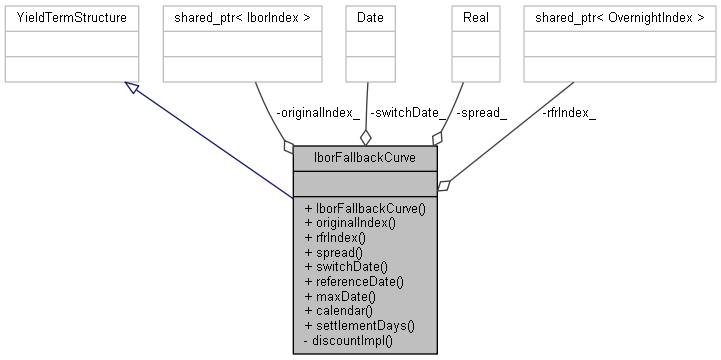 YieldTermStructure
shared_ptr< IborIndex >
Date
Real
shared_ptr< OvernightIndex >
-originalIndex_
-switchDate_
-spread_
-rfrIndex_
IborFallbackCurve
+ IborFallbackCurve()
+ originalIndex()
+ rfrIndex()
+ spread()
+ switchDate()
+ referenceDate()
+ maxDate()
+ calendar()
+ settlementDays()
- discountImpl()